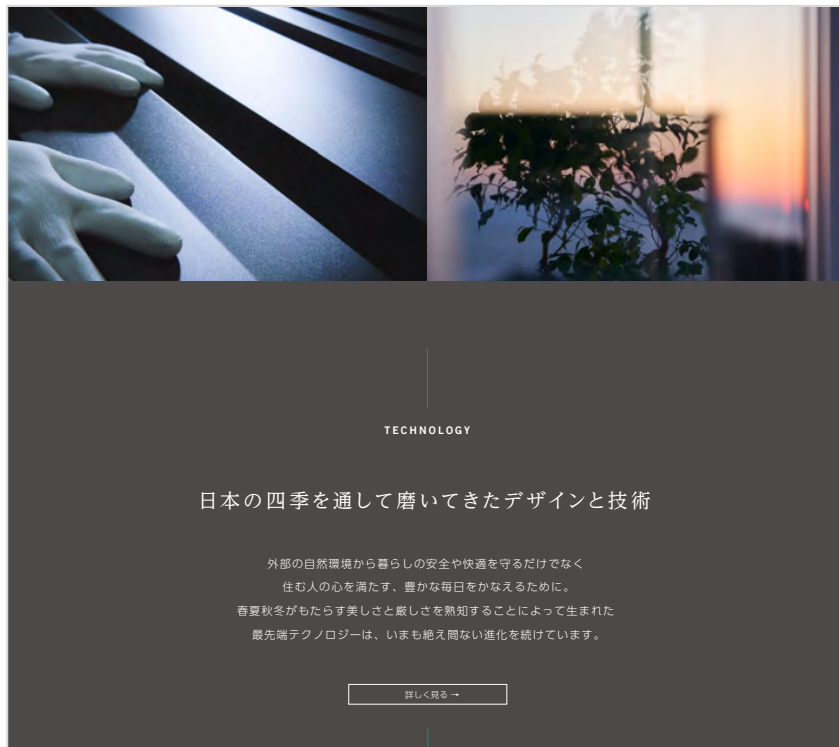 TECHNOLOGY
日本の四季を通して磨いてきたデザインと技術
外部の自然環境から暮らしの安全や快適を守るだけでなく
住む人の心を満たす、豊かな毎日をかなえるために。
春夏秋冬がもたらす美しさと厳しさを熟知することによって生まれた
最先端テクノロジーは、いまも絶え間ない進化を続けています。
詳しく見る →